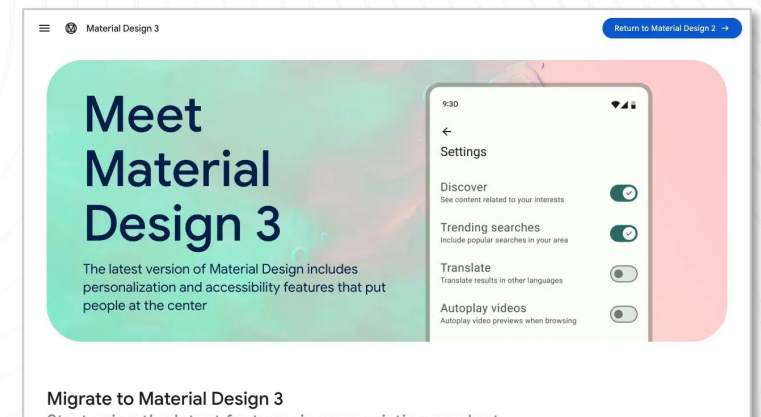 Material Design 3
Return to Material Design 2 →
Meet
Material
Design 3
The latest version of Material Design includes
personalization and accessibility features that put
people at the center
9:30
Settings
Discover
See content related to your interests
Trending searches
Include popular searches in your area
Translate
Translate results in other languages
Autoplay videos
Autoplay video previews when browsing
Migrate to Material Design 3